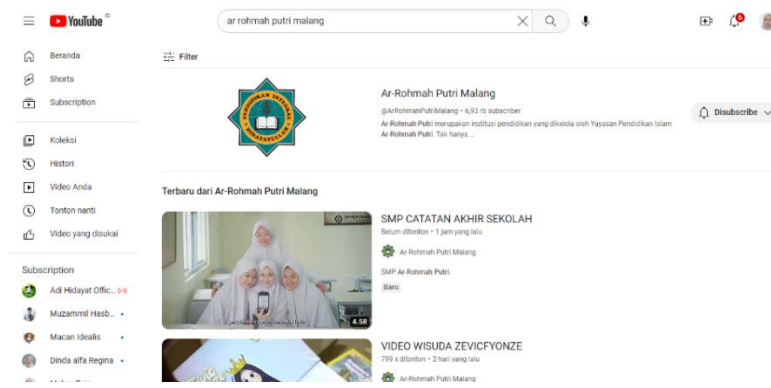 YouTube ID
ar rohmah putri malang
6
Beranda
Shorts
Subscription
Koleksi
Histori
Video Anda
Tonton nanti
Video yang disukai
Subscription
Adi Hidayat Offic...
Muzammil Hasb...
Macan Idealis
Dinda alfa Regina
Filter
PENDIDIKAN INTEGRAL
HIDAYATULLAH
Ar-Rohmah Putri Malang
@ArRohmahPutriMalang • 6,93 rb subscriber
Ar-Rohmah Putri merupakan institusi pendidikan yang dikelola oleh Yayasan Pendidikan Islam
Ar-Rohmah Putri. Tak hanya ...
Disubscribe
Terbaru dari Ar-Rohmah Putri Malang
4.58
SMP CATATAN AKHIR SEKOLAH
Belum ditonton • 1 jam yang lalu
Ar-Rohmah Putri Malang
SMP Ar-Rohmah Putri.
Baru
VIDEO WISUDA ZEVICFYONZE
799 x ditonton • 2 hari yang lalu
Ar-Rohmah Putri Malang